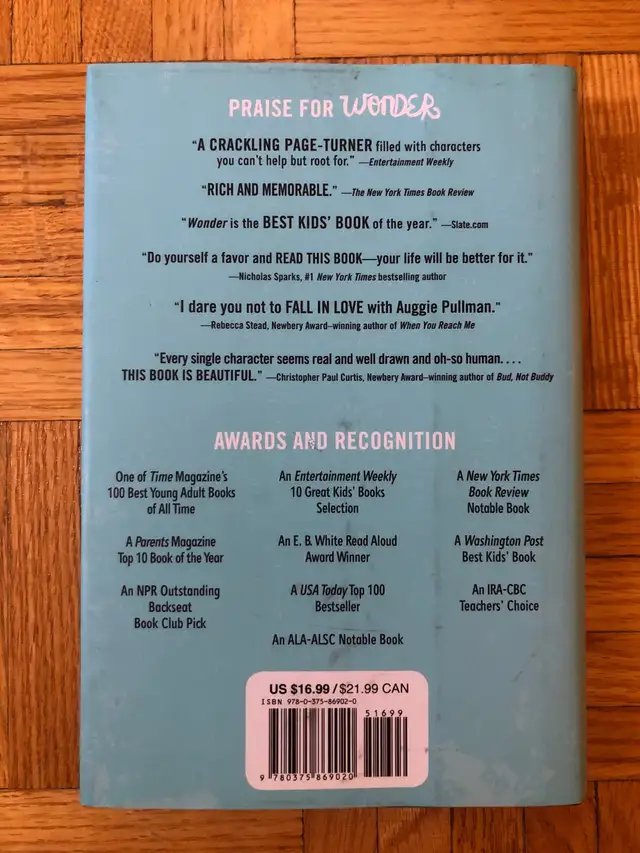 PRAISE FOR WONDER
"A CRACKLING PAGE-TURNER filled with characters
you can't help but root for." —Entertainment Weekly
"RICH AND MEMORABLE." —The New York Times Book Review
"Wonder is the BEST KIDS' BOOK of the year." —Slate.com
"Do yourself a favor and READ THIS BOOK—your life will be better for it."
—Nicholas Sparks, #1 New York Times bestselling author
"I dare you not to FALL IN LOVE with Auggie Pullman."
—Rebecca Stead, Newbery Award–winning author of When You Reach Me
"Every single character seems real and well drawn and oh-so human. . . .
THIS BOOK IS BEAUTIFUL." —Christopher Paul Curtis, Newbery Award–winning author of Bud, Not Buddy
AWARDS AND RECOGNITION
One of Time Magazine's
100 Best Young Adult Books
of All Time
An Entertainment Weekly
10 Great Kids' Books
Selection
A New York Times
Book Review
Notable Book
A Parents Magazine
Top 10 Book of the Year
An E. B. White Read Aloud
Award Winner
A Washington Post
Best Kids' Book
An NPR Outstanding
Backseat
Book Club Pick
A USA Today Top 100
Bestseller
An IRA-CBC
Teachers' Choice
An ALA-ALSC Notable Book
US $16.99 / $21.99 CAN
ISBN 978-0-375-86902-0
51699
9 780375 869020